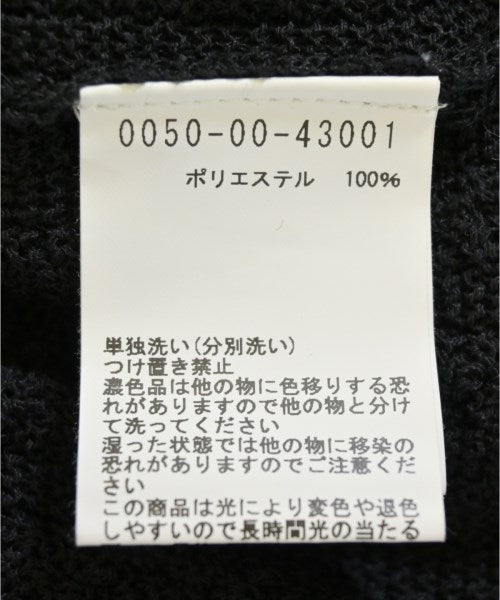 0050-00-43001
ポリエステル 100%
単独洗い(分別洗い)
つけ置き禁止
濃色品は他の物に色移りする恐
れがありますので他の物と分け
て洗ってください
湿った状態では他の物に移染の
恐れがありますのでご注意くだ
さい
この商品は光により変色や退色
しやすいので長時間光の当たる